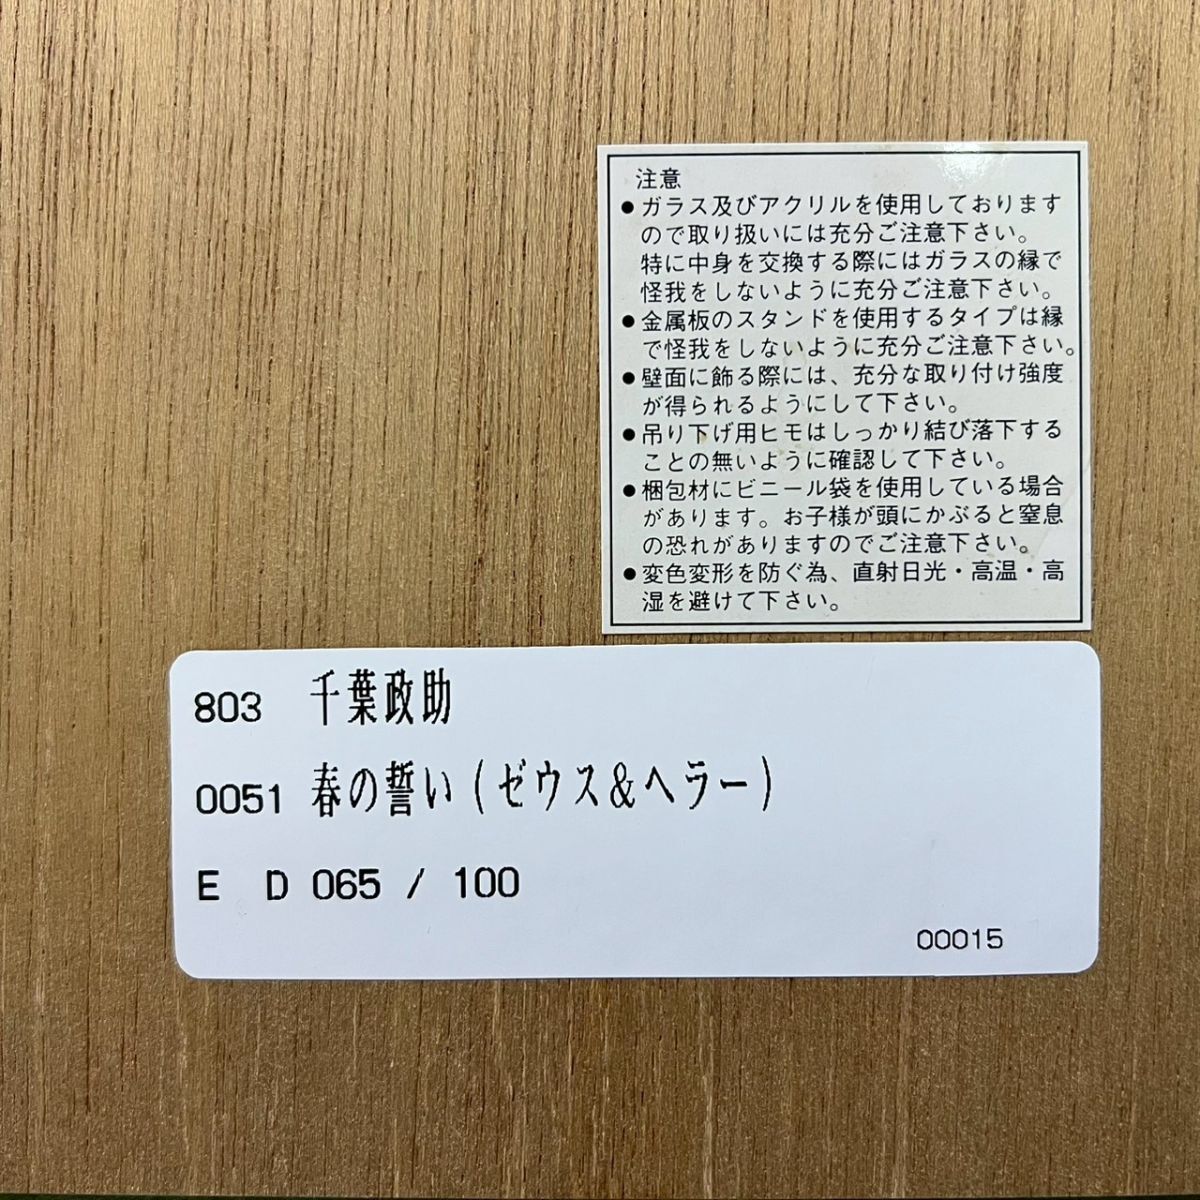 注意
●ガラス及びアクリルを使用しております
ので取り扱いには充分ご注意下さい。
特に中身を交換する際にはガラスの縁で
怪我をしないように充分ご注意下さい。
●金属板のスタンドを使用するタイプは縁
で怪我をしないように充分ご注意下さい。
●壁面に飾る際には、充分な取り付け強度
が得られるようにして下さい。
●吊り下げ用ヒモはしっかり結び落下する
ことの無いように確認して下さい。
●梱包材にビニール袋を使用している場合
があります。お子様が頭にかぶると窒息
の恐れがありますのでご注意下さい。
●変色変形を防ぐ為、直射日光・高温・高
湿を避けて下さい。
803 千葉政助
0051 春の誓い(ゼウス&ヘラー)
E D 065 / 100
00015